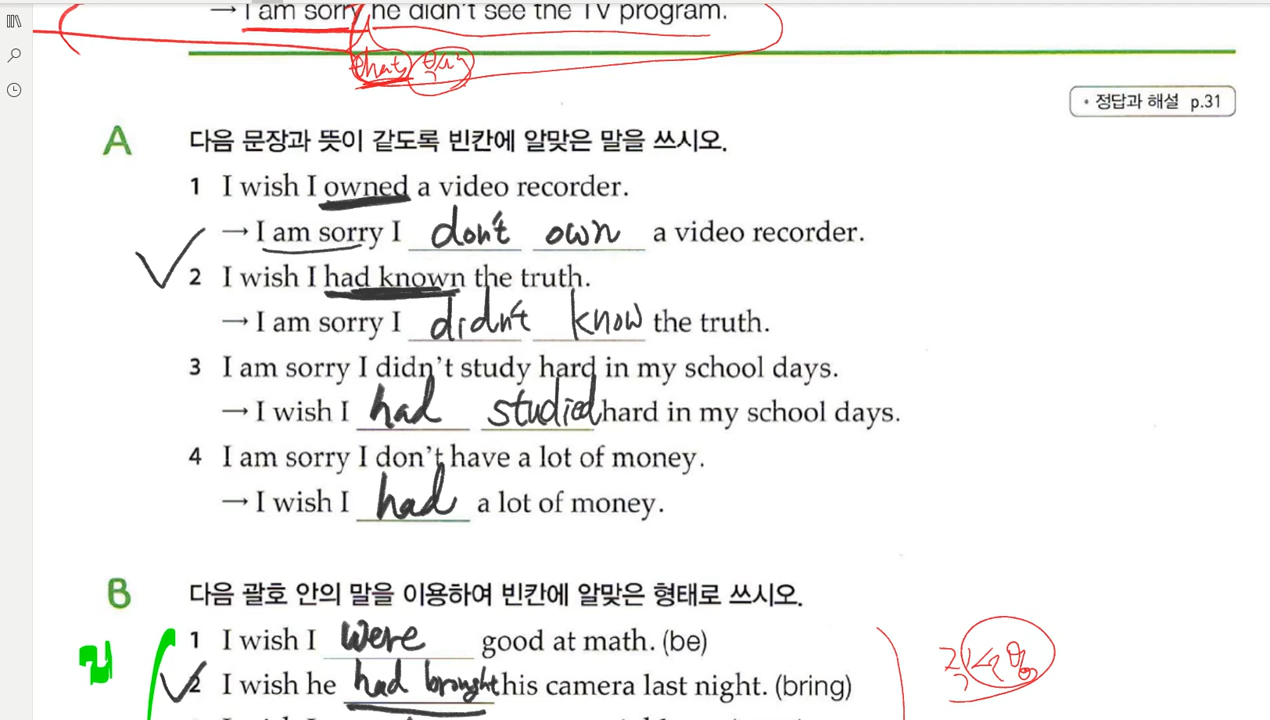 → I am sorry he didn't see the TV program.
that
• 정답과 해설 p.31
A 다음 문장과 뜻이 같도록 빈칸에 알맞은 말을 쓰시오.
1 I wish I owned a video recorder.
→ I am sorry I don't own a video recorder.
2 I wish I had known the truth.
→ I am sorry I didn't know the truth.
3 I am sorry I didn't study hard in my school days.
→ I wish I had studied hard in my school days.
4 I am sorry I don't have a lot of money.
→ I wish I had a lot of money.
B 다음 괄호 안의 말을 이용하여 빈칸에 알맞은 형태로 쓰시오.
1 I wish I were good at math. (be)
2 I wish he had brought his camera last night. (bring)